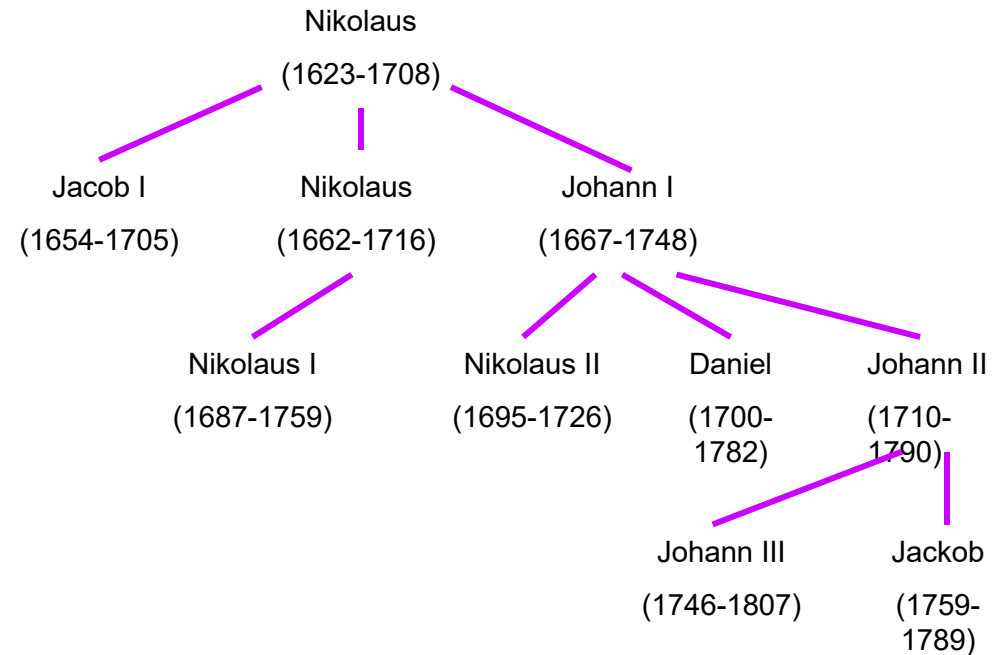 Nikolaus
(1623-1708)
Jacob I
(1654-1705)
Nikolaus
(1662-1716)
Johann I
(1667-1748)
Nikolaus I
(1687-1759)
Nikolaus II
(1695-1726)
Daniel
(1700-
1782)
Johann II
(1710-
1790)
Johann III
(1746-1807)
Jackob
(1759-
1789)